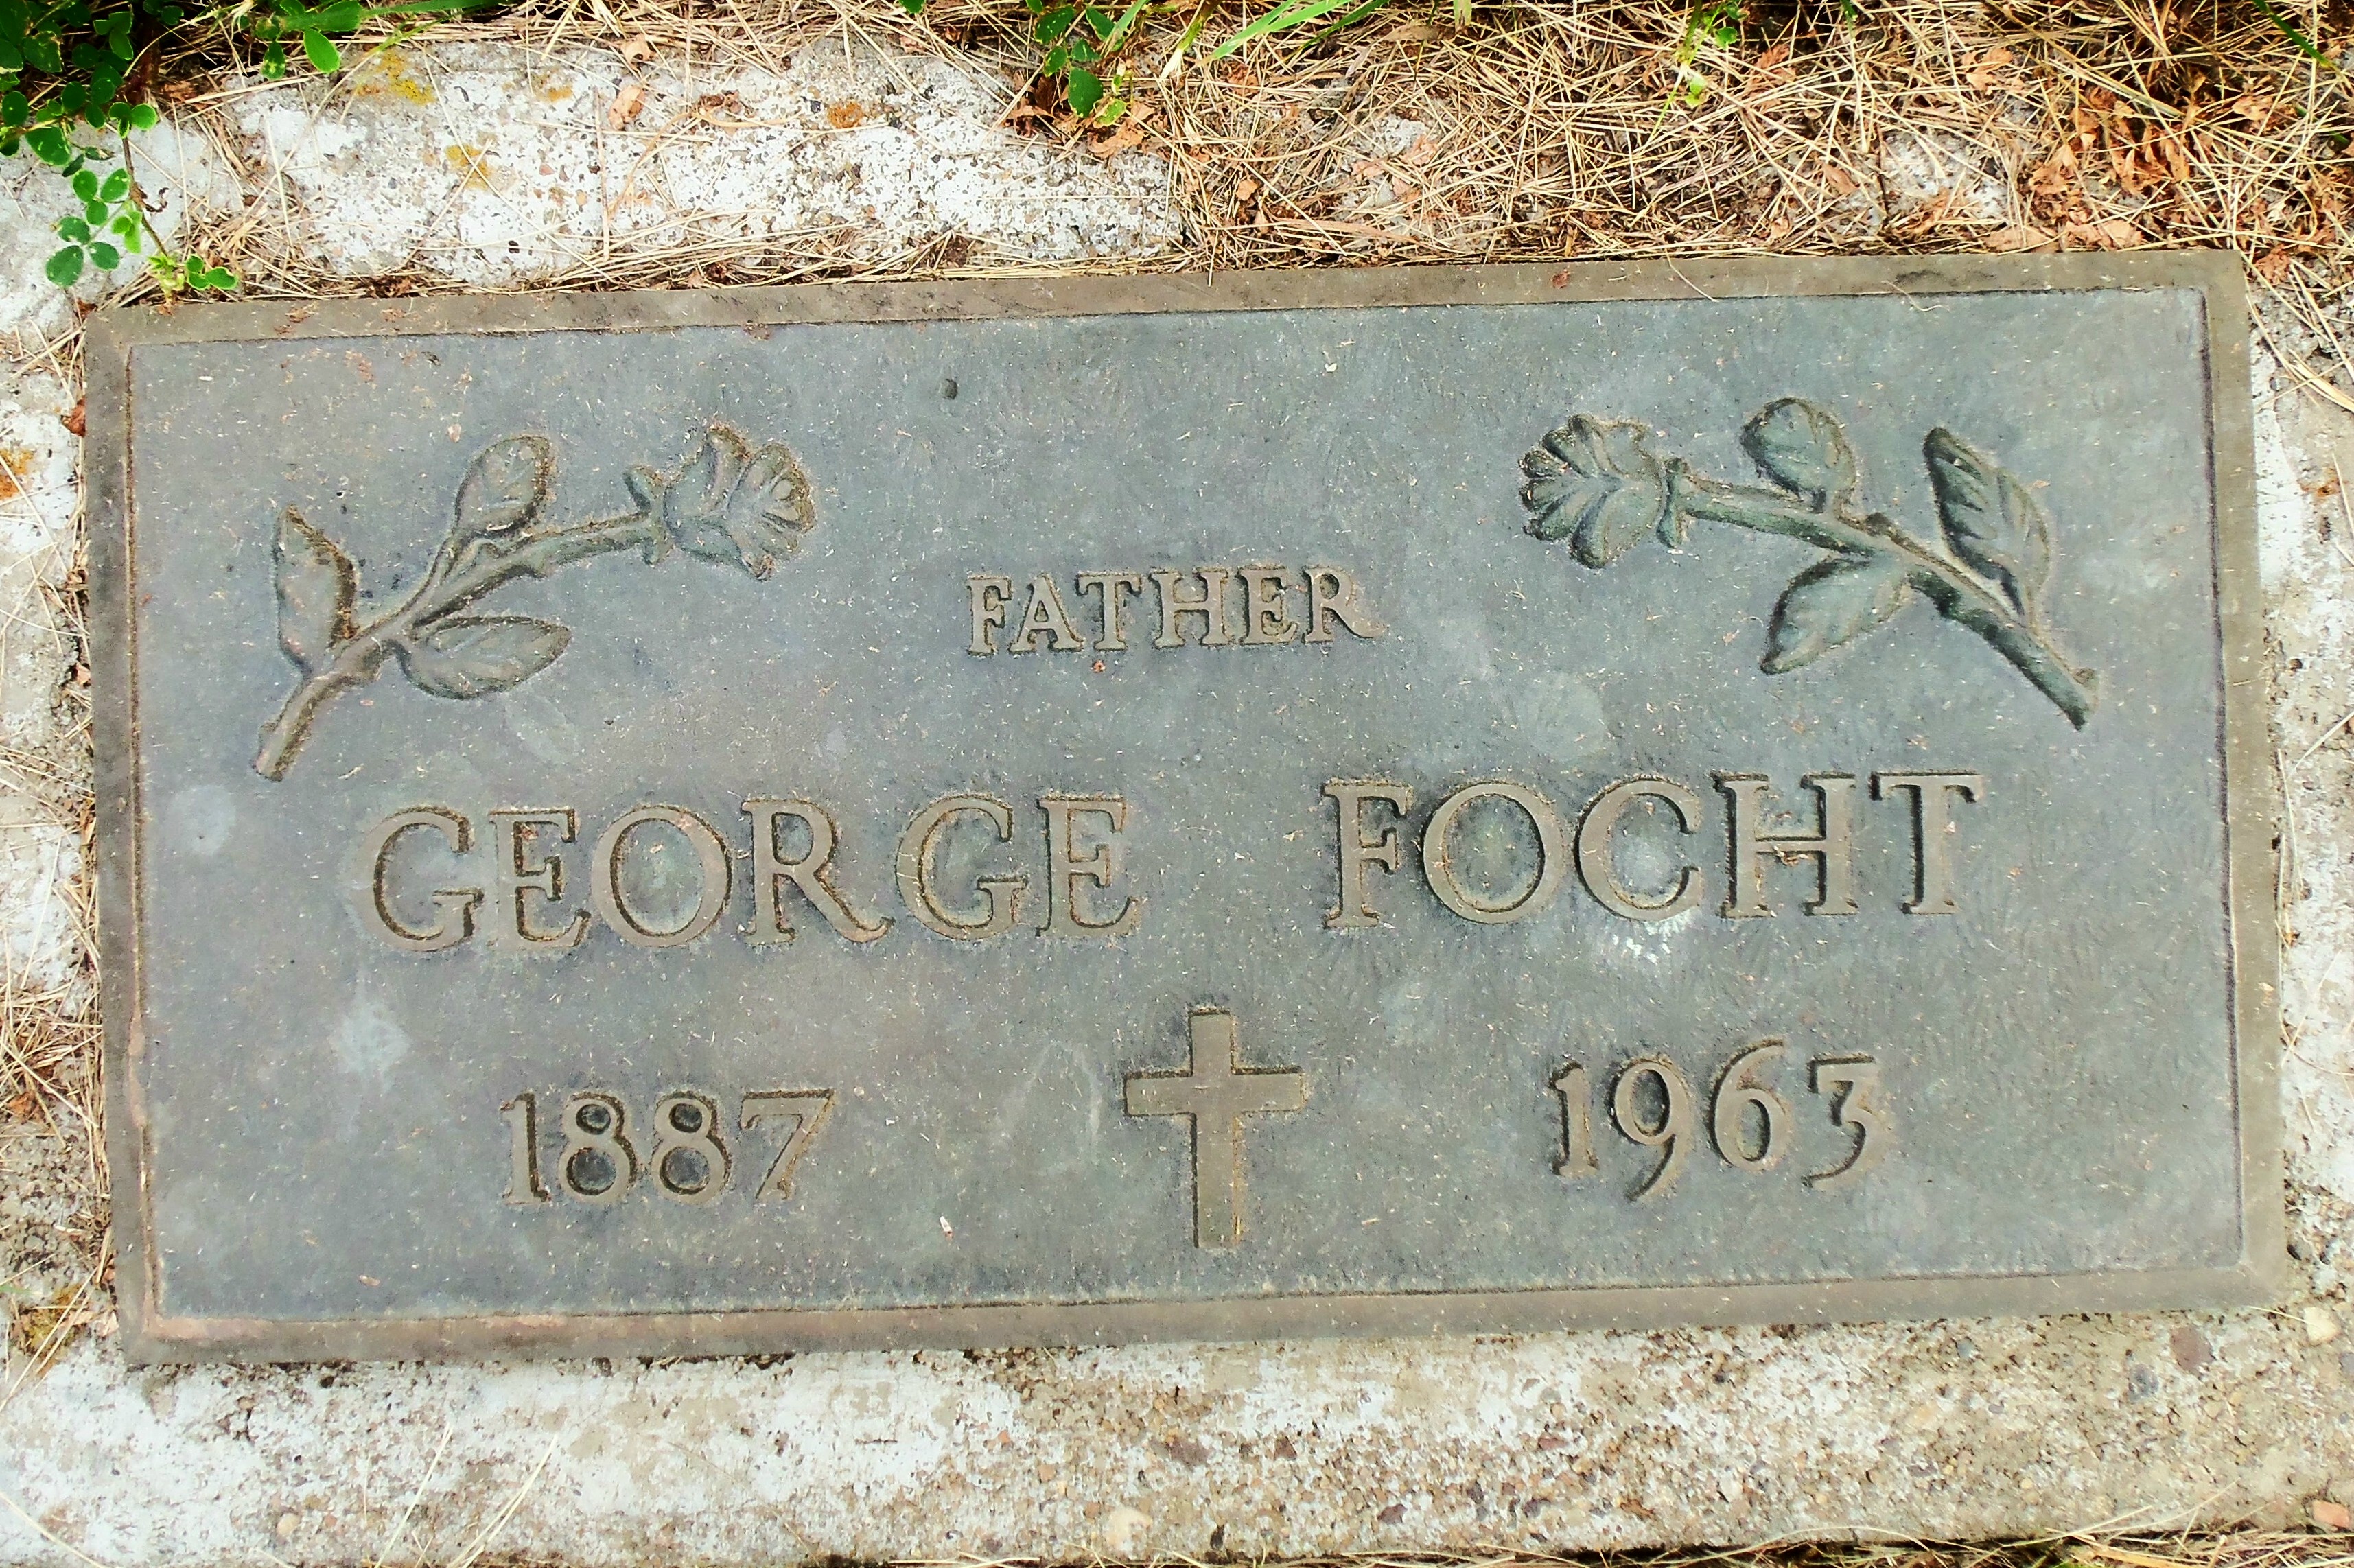 FATHER
GEORGE FOCHT
1887 1963